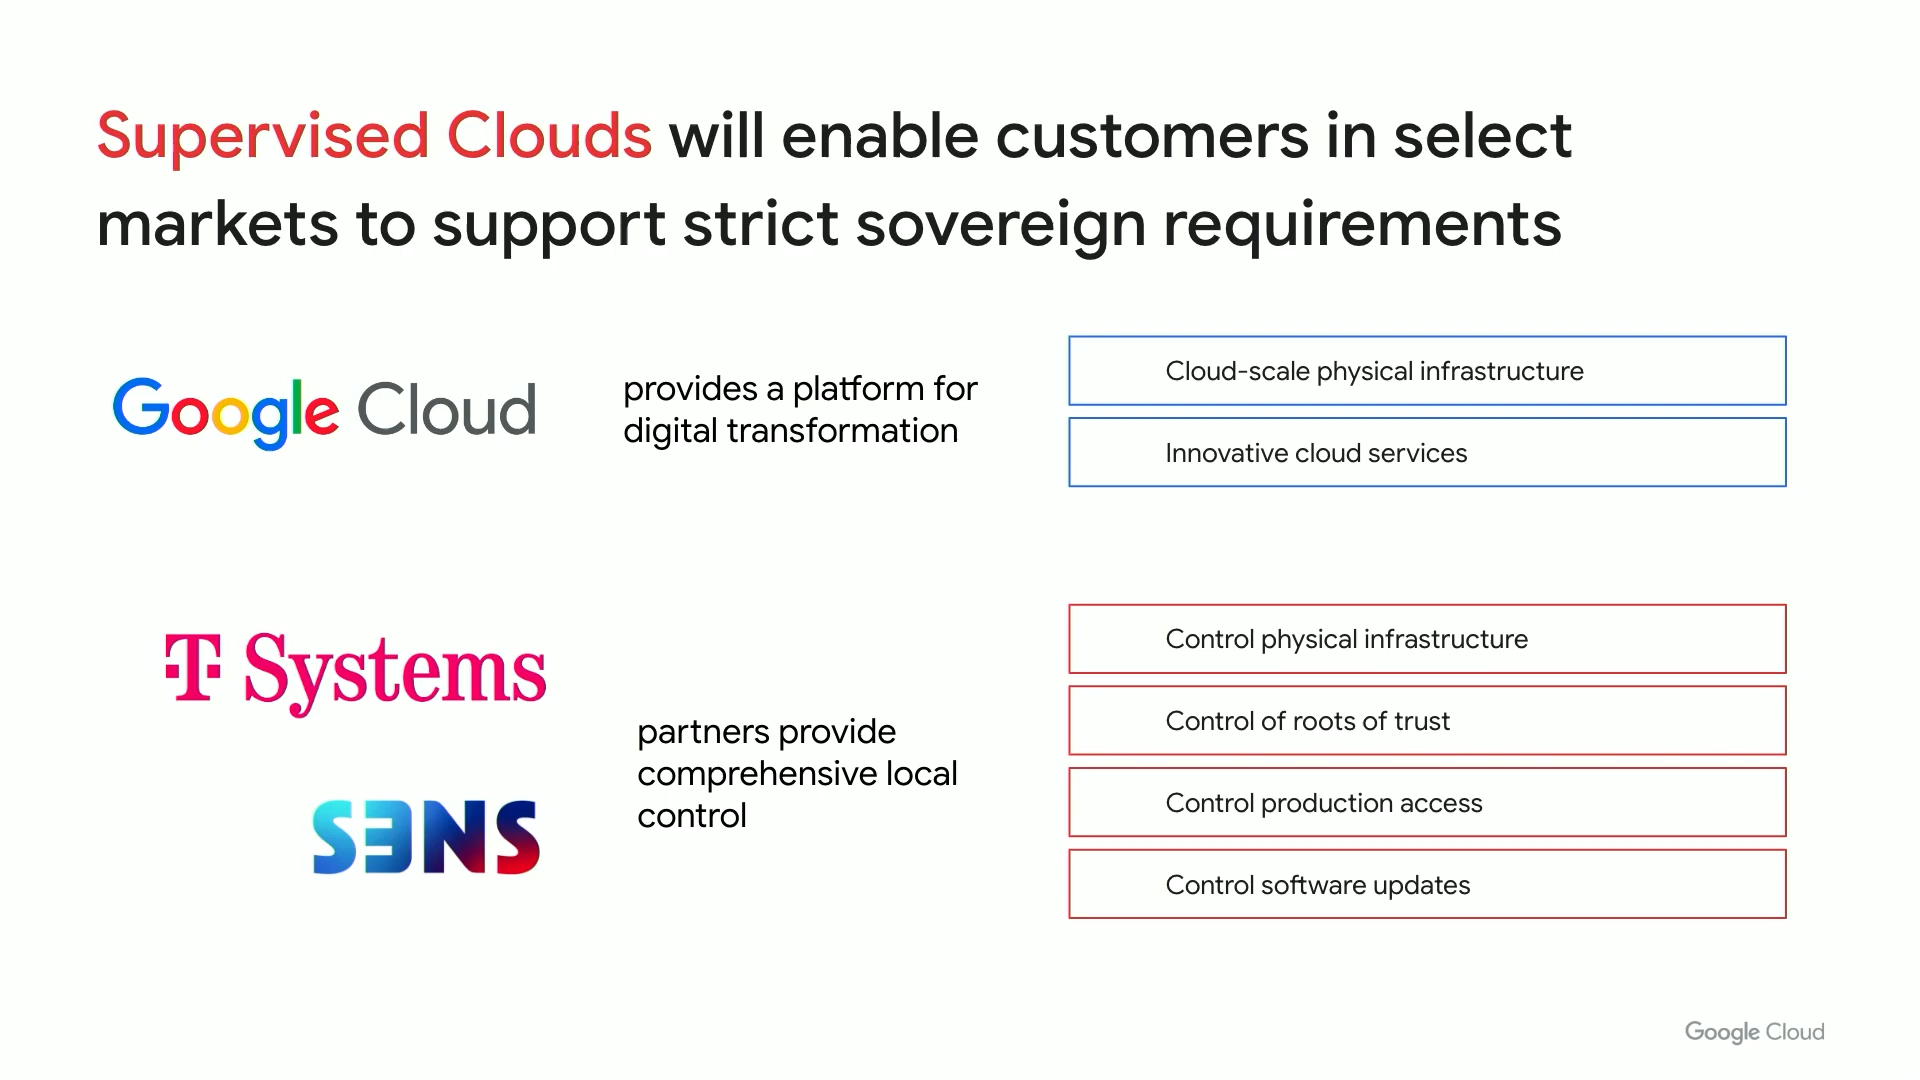 Supervised Clouds will enable customers in select
markets to support strict sovereign requirements
Google Cloud
provides a platform for
digital transformation
Cloud-scale physical infrastructure
Innovative cloud services
T Systems
S3NS
partners provide
comprehensive local
control
Control physical infrastructure
Control of roots of trust
Control production access
Control software updates
Google Cloud